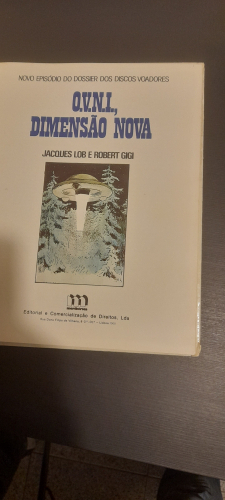 NOVO EPISÓDIO DO DOSSIER DOS DISCOS VOADORES
O.V.N.I.,
DIMENSÃO NOVA
JACQUES LOB E ROBERT GIGI
m
Editorial e Comercialização de Direitos, Lda